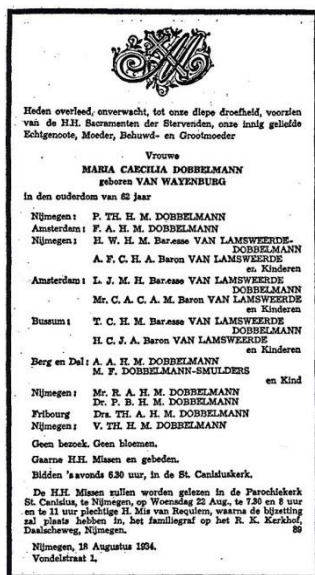 Heden overleed, onverwacht, tot onze diepe droefheid, voorzien
van de H.H. Sacramenten der Stervenden, onze innig geliefde
Echtgenoote, Moeder, Behuwd- en Grootmoeder
Vrouwe
MARIA CAECILIA DOBBELMANN
geboren VAN WAYENBURG
in den ouderdom van 62 jaar
Nijmegen: P. TH. H. M. DOBBELMANN
Amsterdam: F. A. H. M. DOBBELMANN
Nijmegen: H. W. H. M. Bar.esse VAN LAMSWEERDE-
DOBBELMANN
A. F. C. H. A. Baron VAN LAMSWEERDE
en Kinderen
Amsterdam: L. J. M. H. Bar.esse VAN LAMSWEERDE
DOBBELMANN
Mr. C. A. C. A. M. Baron VAN LAMSWEERDE
en Kinderen
Bussum: T. C. H. M. Bar.esse VAN LAMSWEERDE
DOBBELMANN
H. C. J. A. Baron VAN LAMSWEERDE
en Kinderen
Berg en Dal: A. A. H. M. DOBBELMANN
M. F. DOBBELMANN-SMULDERS
en Kind
Nijmegen: Mr. R. A. H. M. DOBBELMANN
Dr. P. B. H. M. DOBBELMANN
Fribourg Drs. TH. A. H. M. DOBBELMANN
Nijmegen: V. TH. H. M. DOBBELMANN
Geen bezoek. Geen bloemen.
Gaarne H.H. Missen en gebeden.
Bidden 's avonds 6.30 uur, in de St. Canisiuskerk.
De H.H. Missen zullen worden gelezen in de Parochiekerk
St. Canisius, te Nijmegen, op Woensdag 22 Aug., te 7.30 en 8 uur
en te 11 uur plechtige H. Mis van Requiem, waarna de bijzetting
zal plaats hebben in, het familiegraf op het R. K. Kerkhof,
Daalscheweg, Nijmegen. 89
Nijmegen, 18 Augustus 1934.
Vondelstraat 1,